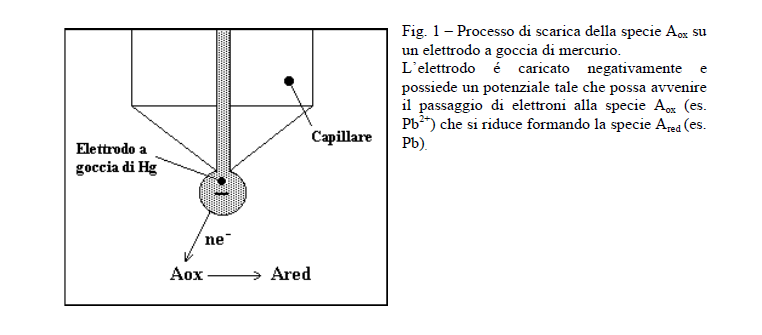 Capillare
Elettrodo a
goccia di Hg
ne⁻
Aox → Ared
Fig. 1 – Processo di scarica della specie Aox su
un elettrodo a goccia di mercurio.
L'elettrodo é caricato negativamente e
possiede un potenziale tale che possa avvenire
il passaggio di elettroni alla specie Aox (es.
Pb²⁺) che si riduce formando la specie Ared (es.
Pb).